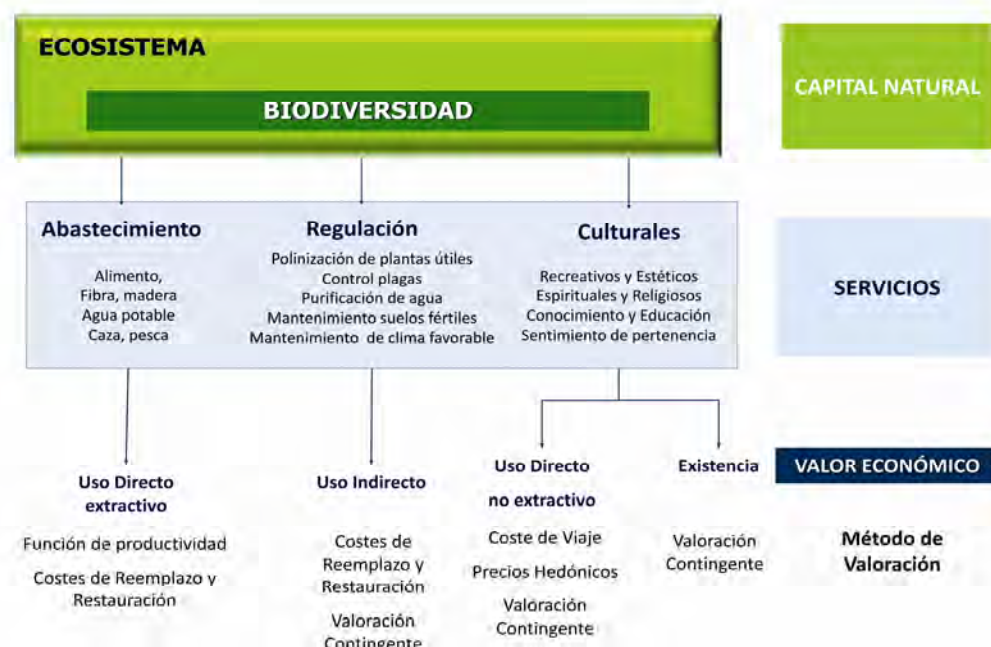 ECOSISTEMA
BIODIVERSIDAD
CAPITAL NATURAL
Abastecimiento
Alimento,
Fibra, madera
Agua potable
Caza, pesca
Regulación
Polinización de plantas útiles
Control plagas
Purificación de agua
Mantenimiento suelos fértiles
Mantenimiento de clima favorable
Culturales
Recreativos y Estéticos
Espirituales y Religiosos
Conocimiento y Educación
Sentimiento de pertenencia
SERVICIOS
Uso Directo
extractivo
Función de productividad
Costes de Reemplazo y
Restauración
Uso Indirecto
Costes de
Reemplazo y
Restauración
Valoración
Contingente
Uso Directo
no extractivo
Coste de Viaje
Precios Hedónicos
Valoración
Contingente
Existencia
Valoración
Contingente
VALOR ECONÓMICO
Método de
Valoración